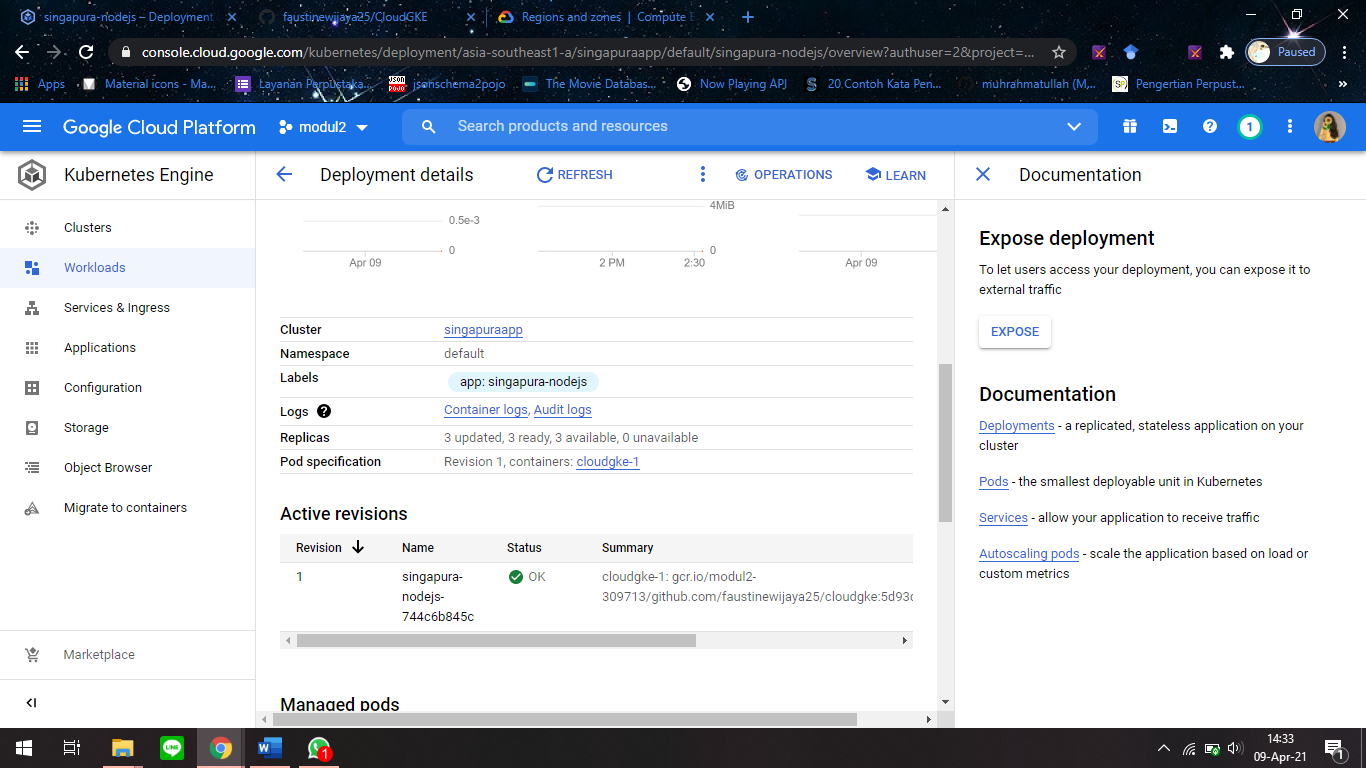 singapura-nodejs – Deployment
faustinewijaya25/CloudGKE
Regions and zones | Compute E
console.cloud.google.com/kubernetes/deployment/asia-southeast1-a/singapuraapp/default/singapura-nodejs/overview?authuser=2&project=...
Paused
Apps
Material icons - Ma...
Layanan Perpustaka...
JSON
POJO
jsonschema2pojo
The Movie Databas...
Now Playing API
20 Contoh Kata Pen...
muhrahmatullah (M,...
Pengertian Perpust...
»
Google Cloud Platform
modul2
Search products and resources
1
Kubernetes Engine
Deployment details
REFRESH
OPERATIONS
LEARN
Documentation
Clusters
Workloads
Services & Ingress
Applications
Configuration
Storage
Object Browser
Migrate to containers
Marketplace
0.5e-3
0
Apr 09
4MiB
0
2 PM
2:30
Apr 09
Cluster singapuraapp
Namespace default
Labels app: singapura-nodejs
Logs Container logs, Audit logs
Replicas 3 updated, 3 ready, 3 available, 0 unavailable
Pod specification Revision 1, containers: cloudgke-1
Active revisions
Revision Name Status Summary
1 singapura-nodejs-744c6b845c OK cloudgke-1: gcr.io/modul2-
309713/github.com/faustinewijaya25/cloudgke:5d93c
Managed pods
Expose deployment
To let users access your deployment, you can expose it to
external traffic
EXPOSE
Documentation
Deployments - a replicated, stateless application on your
cluster
Pods - the smallest deployable unit in Kubernetes
Services - allow your application to receive traffic
Autoscaling pods - scale the application based on load or
custom metrics
LINE
1
14:33
09-Apr-21
1